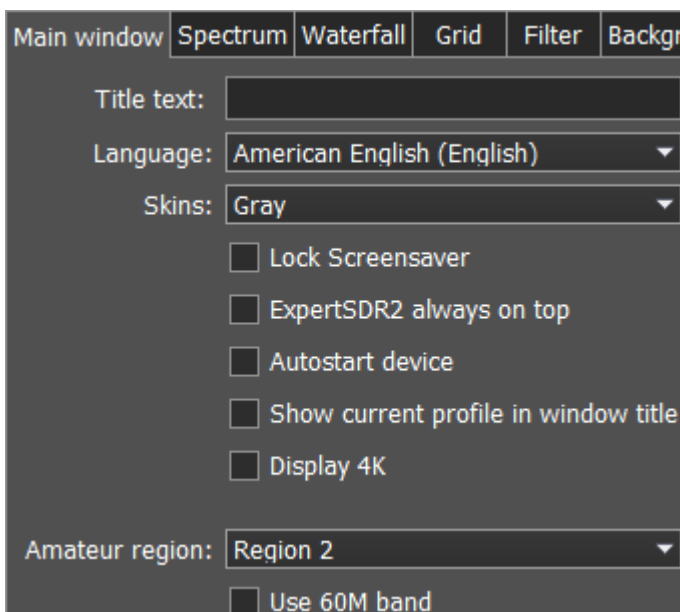 Main window Spectrum Waterfall Grid Filter Backgr
Title text:
Language: American English (English)
Skins: Gray
Lock Screensaver
ExpertSDR2 always on top
Autostart device
Show current profile in window title
Display 4K
Amateur region: Region 2
Use 60M band